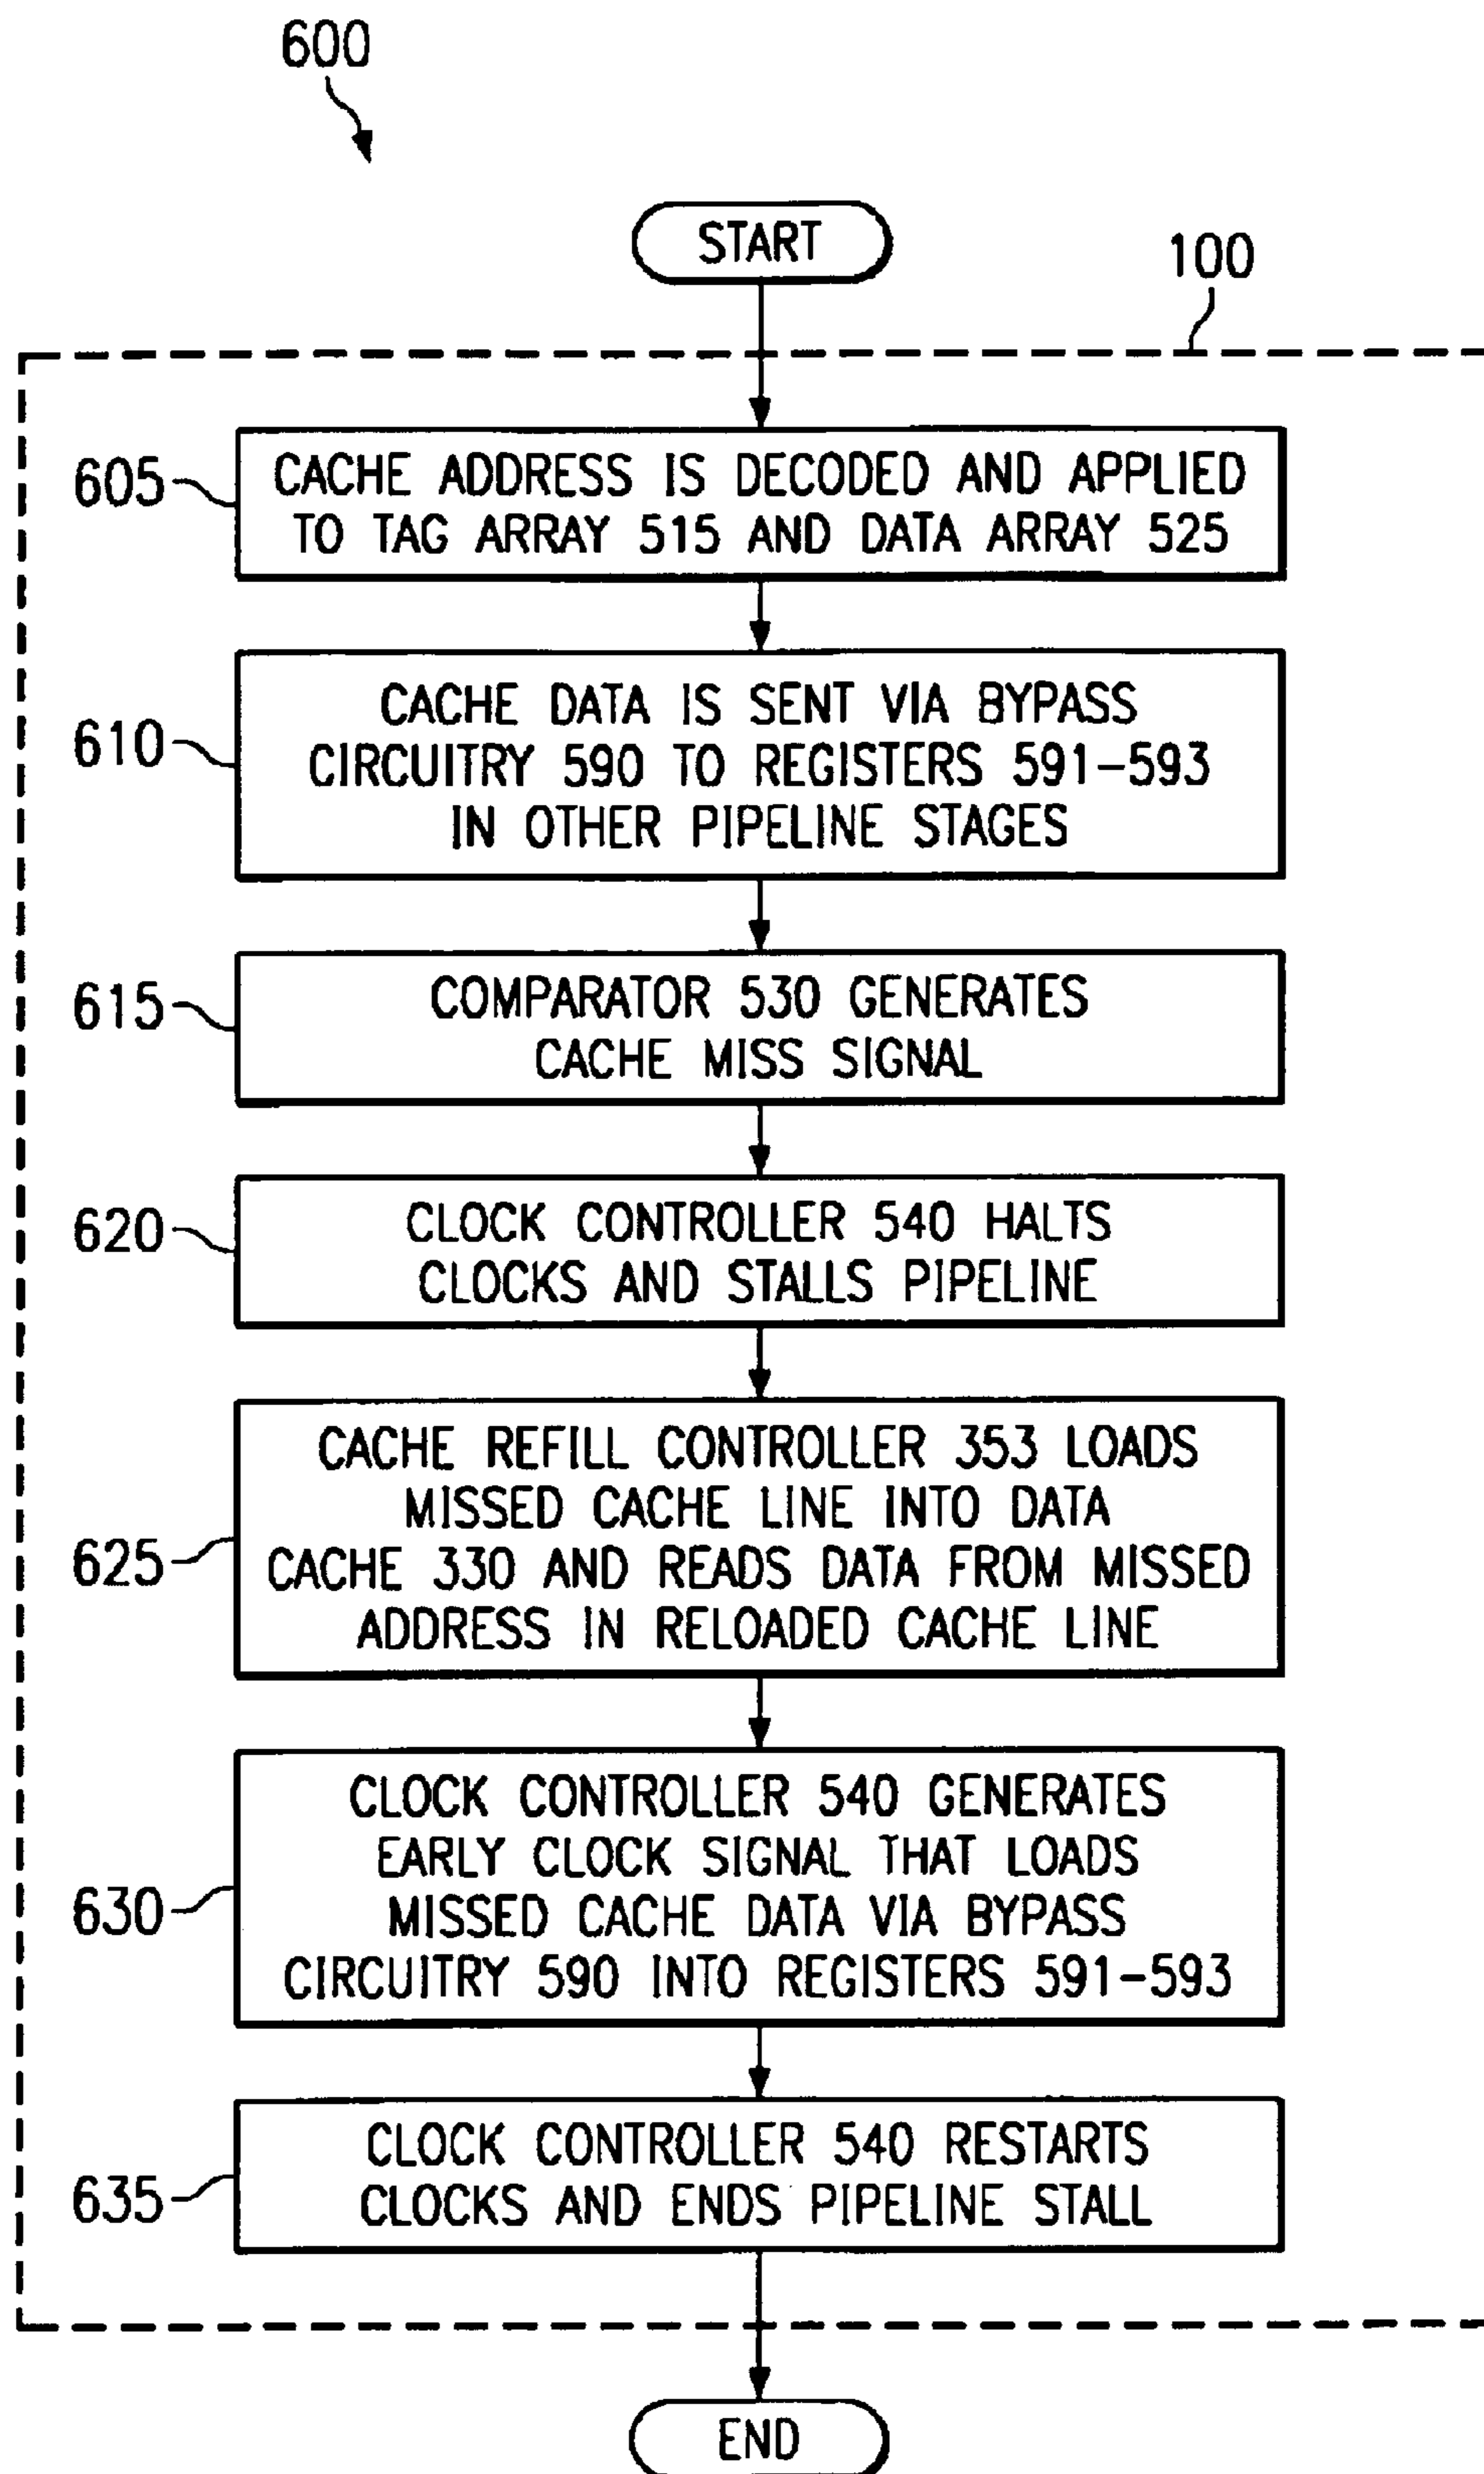 600
START
100
605
CACHE ADDRESS IS DECODED AND APPLIED
TO TAG ARRAY 515 AND DATA ARRAY 525
610
CACHE DATA IS SENT VIA BYPASS
CIRCUITRY 590 TO REGISTERS 591-593
IN OTHER PIPELINE STAGES
615
COMPARATOR 530 GENERATES
CACHE MISS SIGNAL
620
CLOCK CONTROLLER 540 HALTS
CLOCKS AND STALLS PIPELINE
625
CACHE REFILL CONTROLLER 353 LOADS
MISSED CACHE LINE INTO DATA
CACHE 330 AND READS DATA FROM MISSED
ADDRESS IN RELOADED CACHE LINE
630
CLOCK CONTROLLER 540 GENERATES
EARLY CLOCK SIGNAL THAT LOADS
MISSED CACHE DATA VIA BYPASS
CIRCUITRY 590 INTO REGISTERS 591-593
635
CLOCK CONTROLLER 540 RESTARTS
CLOCKS AND ENDS PIPELINE STALL
END